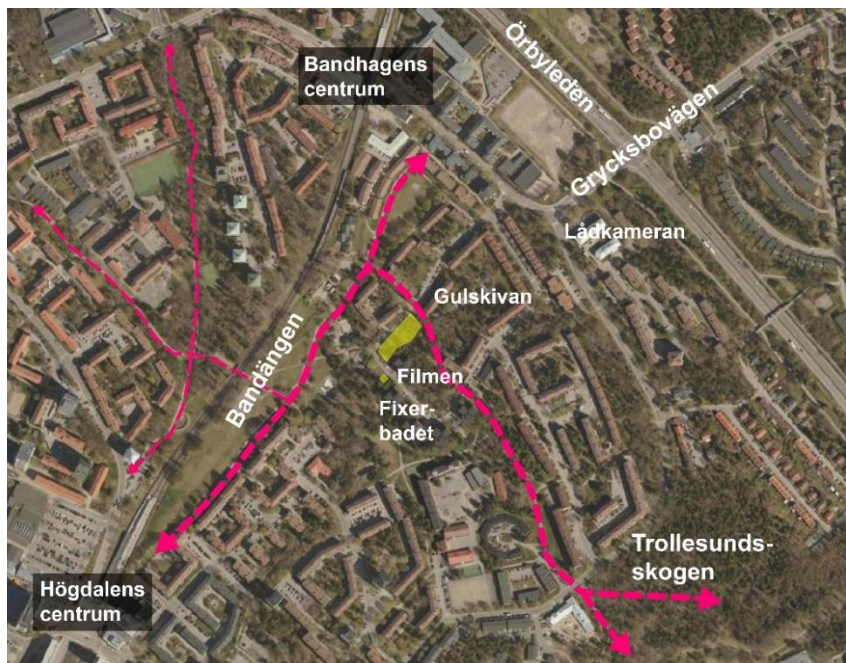 Örbyleden
Bandhagens
centrum
Grycksbovägen
Lådkameran
Gulskivan
Bandängen
Filmen
Fixer-
badet
Trollesunds-
skogen
Högdalens
centrum